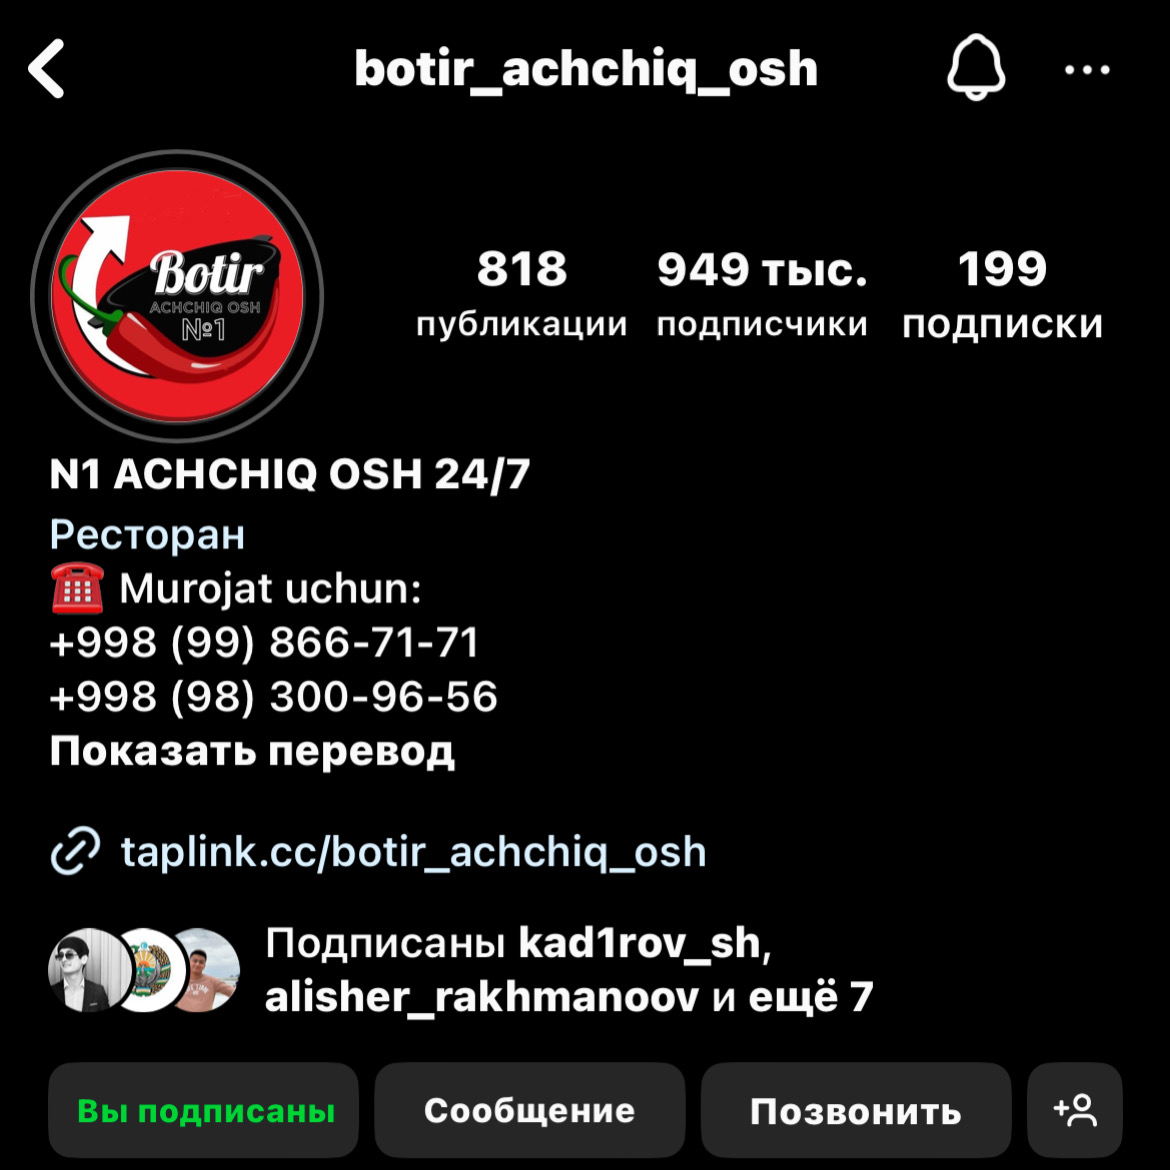 botir_achchiq_osh
Botir
ACHCHIQ OSH
№1
818 949 тыс. 199
публикации подписчики подписки
N1 ACHCHIQ OSH 24/7
Ресторан
Murojat uchun:
+998 (99) 866-71-71
+998 (98) 300-96-56
Показать перевод
taplink.cc/botir_achchiq_osh
Подписаны kad1rov_sh,
alisher_rakhmanoov и ещё 7
Вы подписаны Сообщение Позвонить